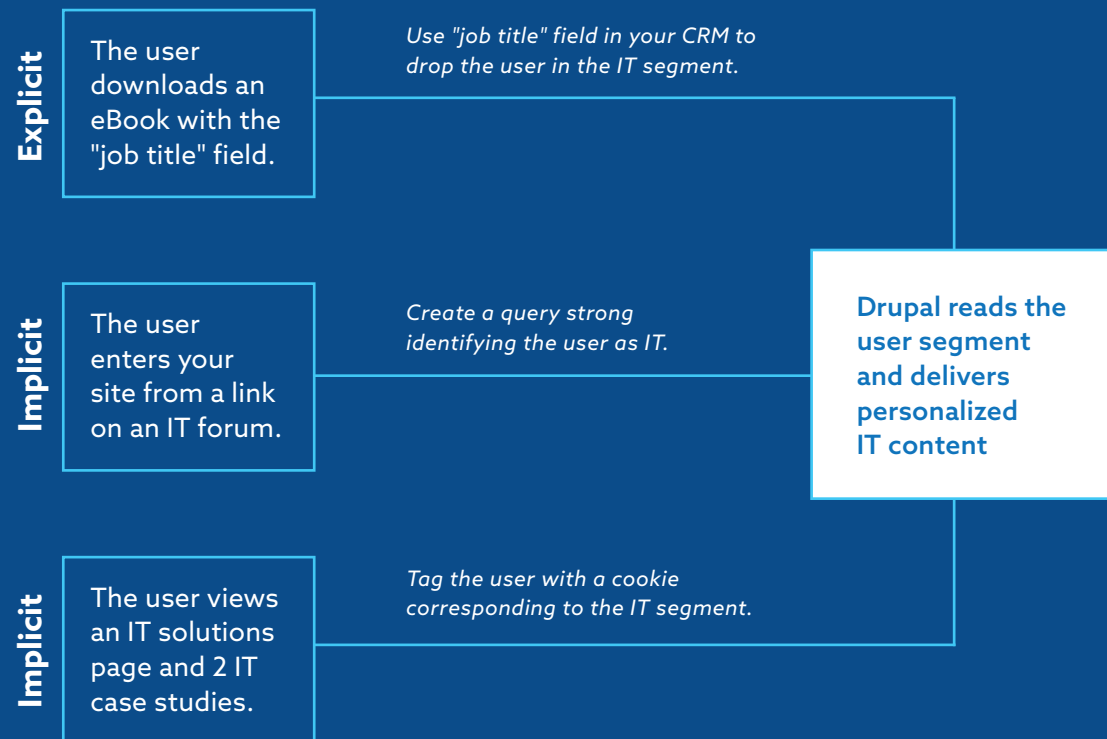 Explicit
The user
downloads an
eBook with the
"job title" field.
Use "job title" field in your CRM to
drop the user in the IT segment.
Implicit
The user
enters your
site from a link
on an IT forum.
Create a query strong
identifying the user as IT.
Drupal reads the
user segment
and delivers
personalized
IT content
Implicit
The user views
an IT solutions
page and 2 IT
case studies.
Tag the user with a cookie
corresponding to the IT segment.